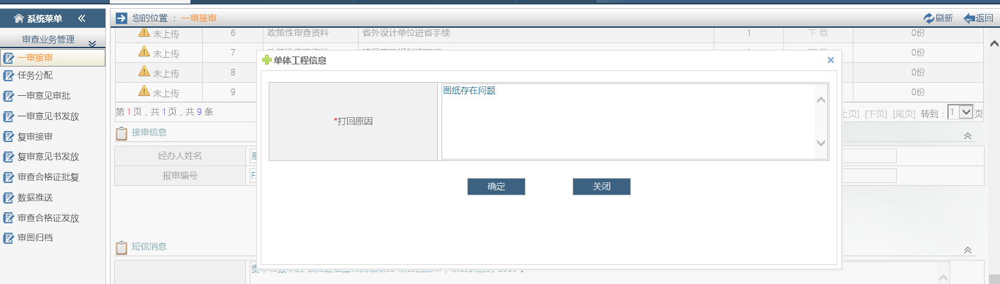 系统菜单
您的位置 : 一审接审
刷新
返回
审查业务管理
一审接审
任务分配
一审意见审批
一审意见书发放
复审接审
复审意见书发放
审查合格证批复
数据推送
审查合格证发放
审图归档
未上传 6 政策性审查资料 省外设计单位进省手续 1 下载 0份
未上传 7
未上传 8 0份
未上传 9 0份
第1页 , 共1页 , 共9条
[下页] [尾页] 转到 : 1 页
单体工程信息
*打回原因
图纸存在问题
确定
关闭
接审信息
经办人姓名
报审编号
短信消息